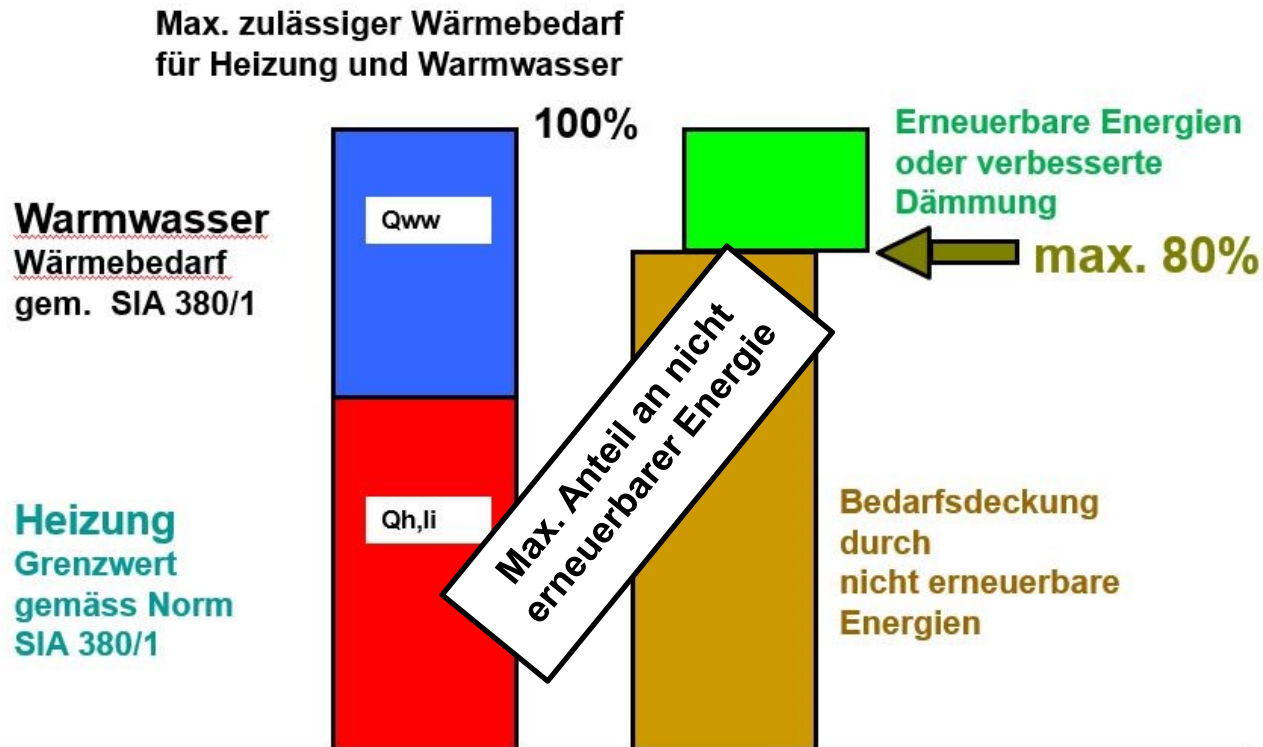 Max. zulässiger Wärmebedarf
für Heizung und Warmwasser
100%
Erneuerbare Energien
oder verbesserte
Dämmung
max. 80%
Warmwasser
Wärmebedarf
gem. SIA 380/1
Qww
Max. Anteil an nicht
erneuerbarer Energie
Heizung
Grenzwert
gemäss Norm
SIA 380/1
Qh,li
Bedarfsdeckung
durch
nicht erneuerbare
Energien